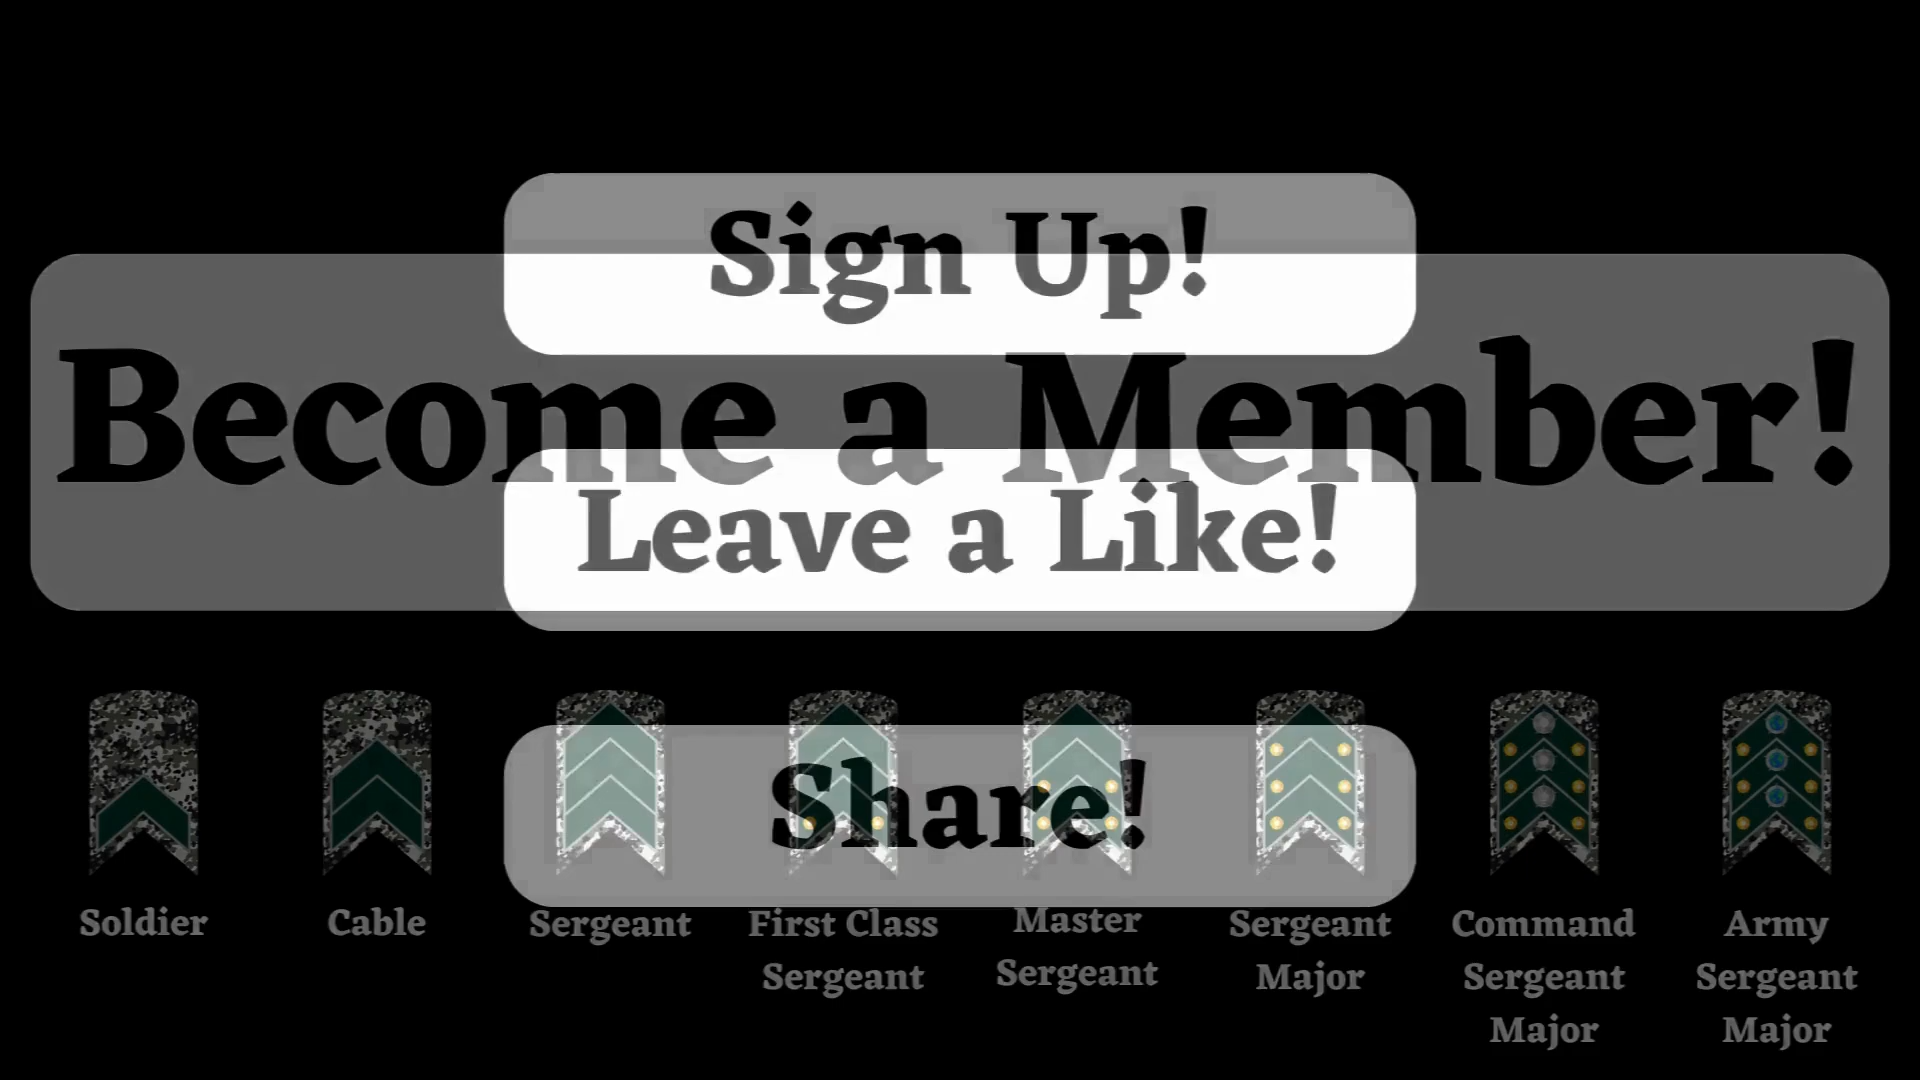 Sign Up!
Become a Member!
Leave a Like!
Share!
Soldier
Cable
Sergeant
First Class
Sergeant
Master
Sergeant
Sergeant
Major
Command
Sergeant
Major
Army
Sergeant
Major